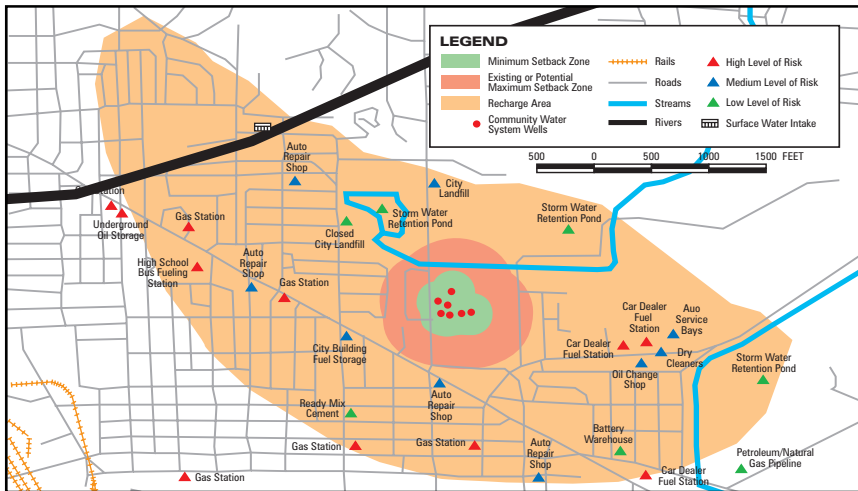 LEGEND
Minimum Setback Zone
Existing or Potential
Maximum Setback Zone
Recharge Area
Community Water
System Wells
Rails
Roads
Streams
Rivers
High Level of Risk
Medium Level of Risk
Low Level of Risk
Surface Water Intake
500 0 500 1000 1500 FEET
Auto
Repair
Shop
City
Landfill
Station
Underground
Oil Storage
Gas Station
Storm Water
Retention Pond
Closed
City Landfill
Storm Water
Retention Pond
High School
Bus Fueling
Station
Auto
Repair
Shop
Gas Station
City Building
Fuel Storage
Car Dealer
Fuel
Station
Auo
Service
Bays
Car Dealer
Fuel Station
Dry
Cleaners
Oil Change
Shop
Storm Water
Retention Pond
Auto
Repair
Shop
Ready Mix
Cement
Gas Station
Gas Station
Auto
Repair
Shop
Battery
Warehouse
Gas Station
Car Dealer
Fuel Station
Petroleum/Natural
Gas Pipeline